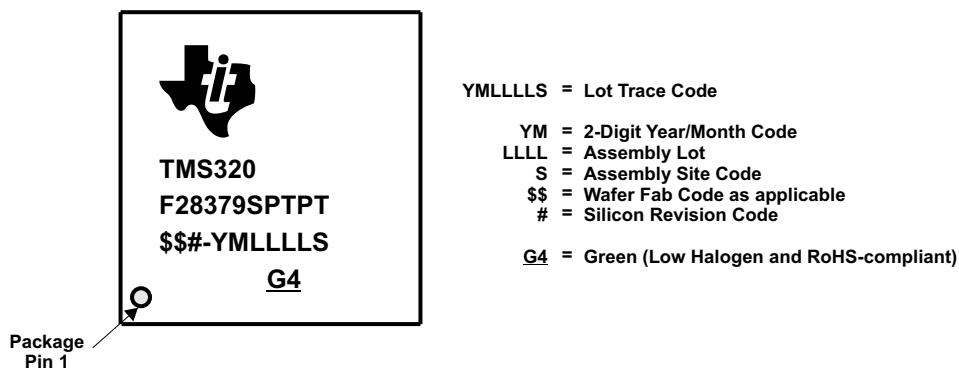 TMS320
F28379SPTPT
$$#-YMLLLLS
G4
Package
Pin 1
YMLLLLS = Lot Trace Code
YM = 2-Digit Year/Month Code
LLLL = Assembly Lot
S = Assembly Site Code
$$ = Wafer Fab Code as applicable
# = Silicon Revision Code
G4 = Green (Low Halogen and RoHS-compliant)